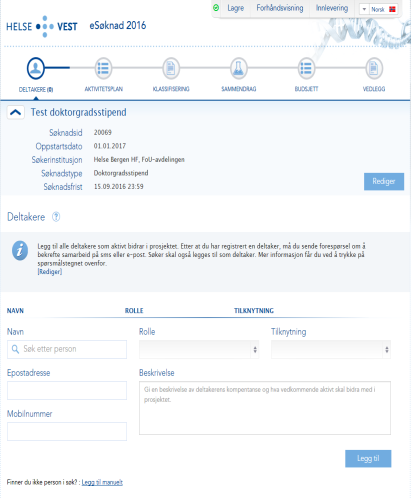 Lagre Forhåndsvisning Innlevering Norsk
HELSE VEST eSøknad 2016
DELTAKERE (0) AKTIVITETSPLAN KLASSIFISERING SAMMENDRAG BUDSJETT VEDLEGG
Test doktorgradsstipend
Søknadsid 20069
Oppstartsdato 01.01.2017
Søkerinstitusjon Helse Bergen HF, FoU-avdelingen
Søknadstype Doktorgradsstipend
Søknadsfrist 15.09.2016 23:59
Rediger
Deltakere ?
Legg til alle deltakere som aktivt bidrar i prosjektet. Etter at du har registrert en deltaker, må du sende forespørsel om å
bekrefte samarbeid på sms eller e-post. Søker skal også legges til som deltaker. Mer informasjon får du ved å trykke på
spørsmålstegnet ovenfor.
[Rediger]
NAVN ROLLE TILKNYTNING
Navn Rolle Tilknytning
Søk etter person
Epostadresse Beskrivelse
Gi en beskrivelse av deltakerens kompentanse og hva vedkommende aktivt skal bidra med i
prosjektet.
Mobilnummer
Legg til
Finner du ikke person i søk? : Legg til manuelt